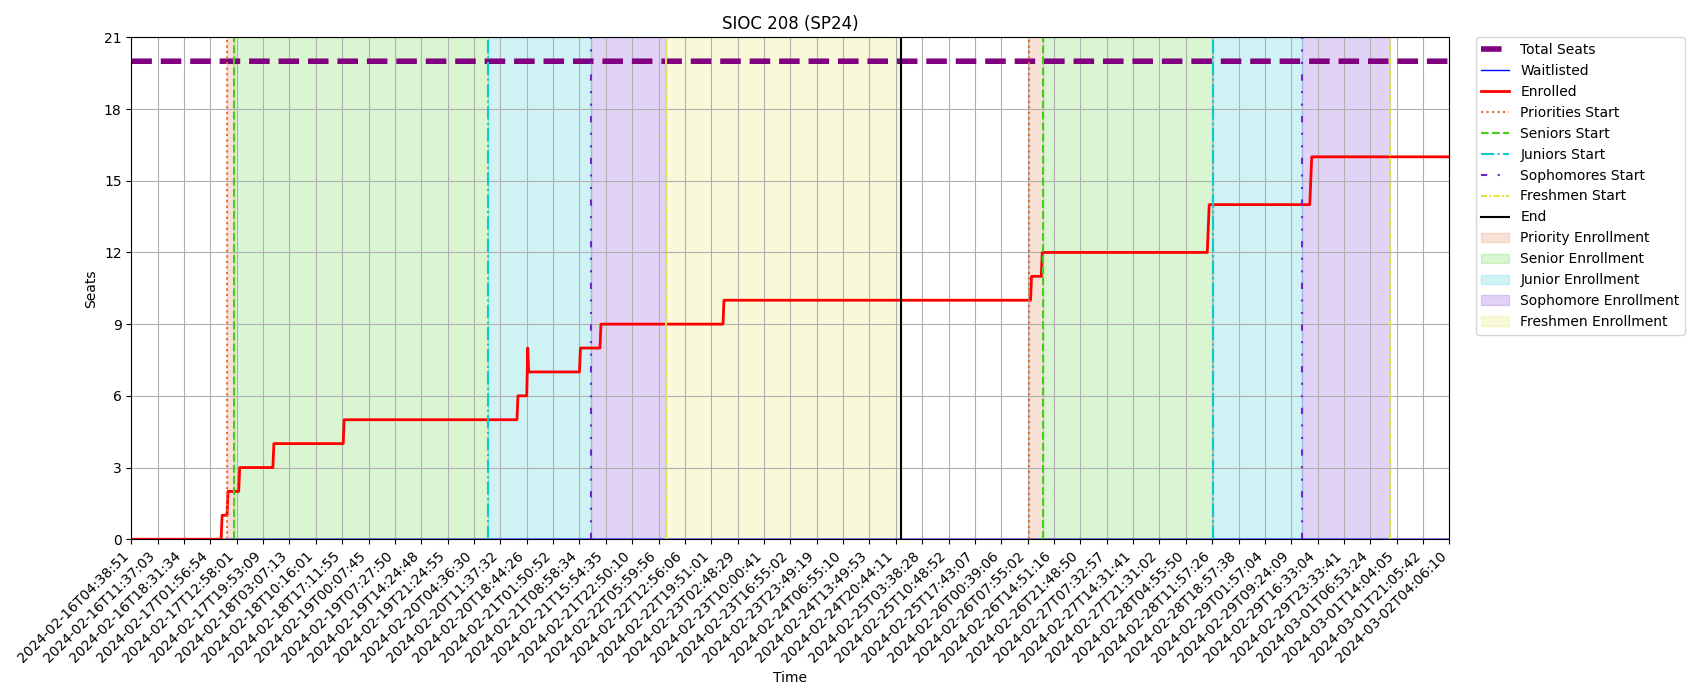 SIOC 208 (SP24)
21
18
15
12
9
6
3
0
Seats
2024-02-16T04:38:51
2024-02-16T11:37:03
2024-02-16T18:31:34
2024-02-17T01:56:54
2024-02-17T12:58:01
2024-02-17T19:53:09
2024-02-18T03:07:13
2024-02-18T10:16:01
2024-02-18T17:11:55
2024-02-19T00:07:45
2024-02-19T07:27:50
2024-02-19T14:24:48
2024-02-19T21:24:55
2024-02-20T04:36:30
2024-02-20T11:37:32
2024-02-20T18:44:26
2024-02-21T01:50:52
2024-02-21T08:58:34
2024-02-21T15:54:35
2024-02-21T22:50:10
2024-02-22T05:59:56
2024-02-22T12:56:06
2024-02-22T19:51:01
2024-02-23T02:48:29
2024-02-23T10:00:41
2024-02-23T16:55:02
2024-02-23T23:49:19
2024-02-24T06:55:10
2024-02-24T13:49:53
2024-02-24T20:44:11
2024-02-25T03:38:28
2024-02-25T10:48:52
2024-02-25T17:43:07
2024-02-26T00:39:06
2024-02-26T07:55:02
2024-02-26T14:51:16
2024-02-26T21:48:50
2024-02-27T07:32:57
2024-02-27T14:31:41
2024-02-27T21:31:02
2024-02-28T04:55:50
2024-02-28T11:57:26
2024-02-28T18:57:38
2024-02-29T01:57:04
2024-02-29T09:24:09
2024-02-29T16:33:04
2024-02-29T23:33:41
2024-03-01T06:53:24
2024-03-01T14:04:05
2024-03-01T21:05:42
2024-03-02T04:06:10
Time
Total Seats
Waitlisted
Enrolled
Priorities Start
Seniors Start
Juniors Start
Sophomores Start
Freshmen Start
End
Priority Enrollment
Senior Enrollment
Junior Enrollment
Sophomore Enrollment
Freshmen Enrollment